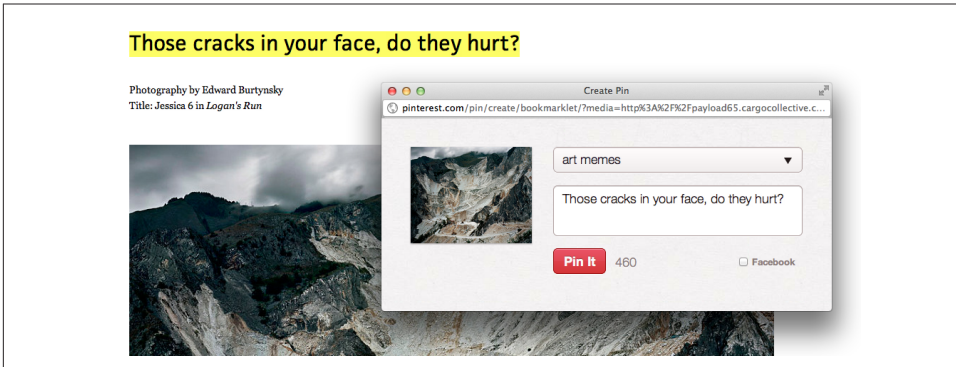 Those cracks in your face, do they hurt?
Photography by Edward Burtynsky
Title: Jessica 6 in Logan's Run
Create Pin
pinterest.com/pin/create/bookmarklet/?media=http%3A%2F%2Fpayload65.cargocollective.c...
art memes
Those cracks in your face, do they hurt?
Pin It 460 Facebook